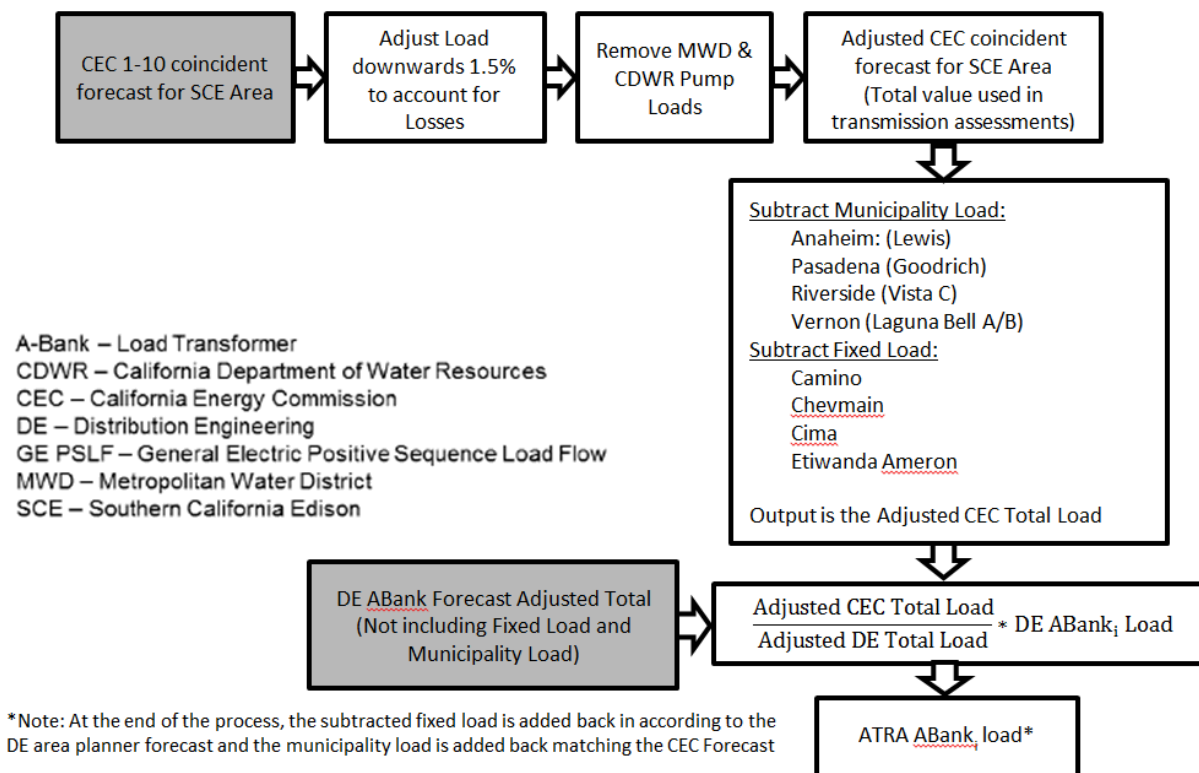 CEC 1-10 coincident
forecast for SCE Area
Adjust Load
downwards 1.5%
to account for
Losses
Remove MWD &
CDWR Pump
Loads
Adjusted CEC coincident
forecast for SCE Area
(Total value used in
transmission assessments)
Subtract Municipality Load:
Anaheim: (Lewis)
Pasadena (Goodrich)
Riverside (Vista C)
Vernon (Laguna Bell A/B)
Subtract Fixed Load:
Camino
Chevmain
Cima
Etiwanda Ameron
Output is the Adjusted CEC Total Load
A-Bank – Load Transformer
CDWR – California Department of Water Resources
CEC – California Energy Commission
DE – Distribution Engineering
GE PSLF – General Electric Positive Sequence Load Flow
MWD – Metropolitan Water District
SCE – Southern California Edison
DE ABank Forecast Adjusted Total
(Not including Fixed Load and
Municipality Load)
Adjusted CEC Total Load
Adjusted DE Total Load
* DE ABankᵢ Load
ATRA ABankᵢ load*
*Note: At the end of the process, the subtracted fixed load is added back in according to the
DE area planner forecast and the municipality load is added back matching the CEC Forecast